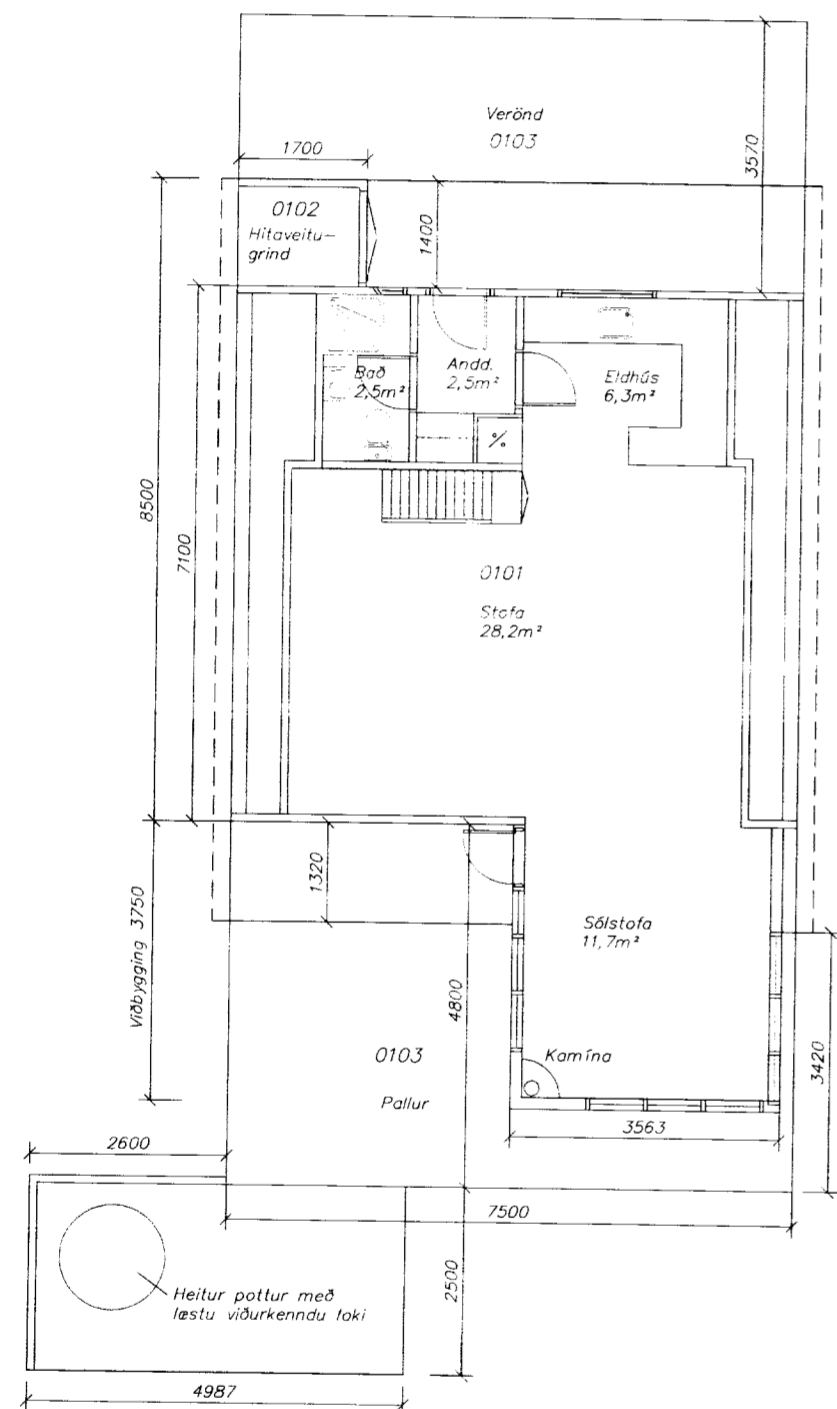 Verönd
0103
1700
3570
0102
Hitaveitu-
grind
1400
Bað
2,5m²
Andd.
2,5m²
Eldhús
6,3m²
%
8500
7100
0101
Stofa
28,2m²
1320
Viðbygging 3750
Sólstofa
11,7m²
4800
0103
Kamína
3420
Pallur
2600
3563
7500
Heitur pottur með
læstu viðurkenndu loki
2500
4987